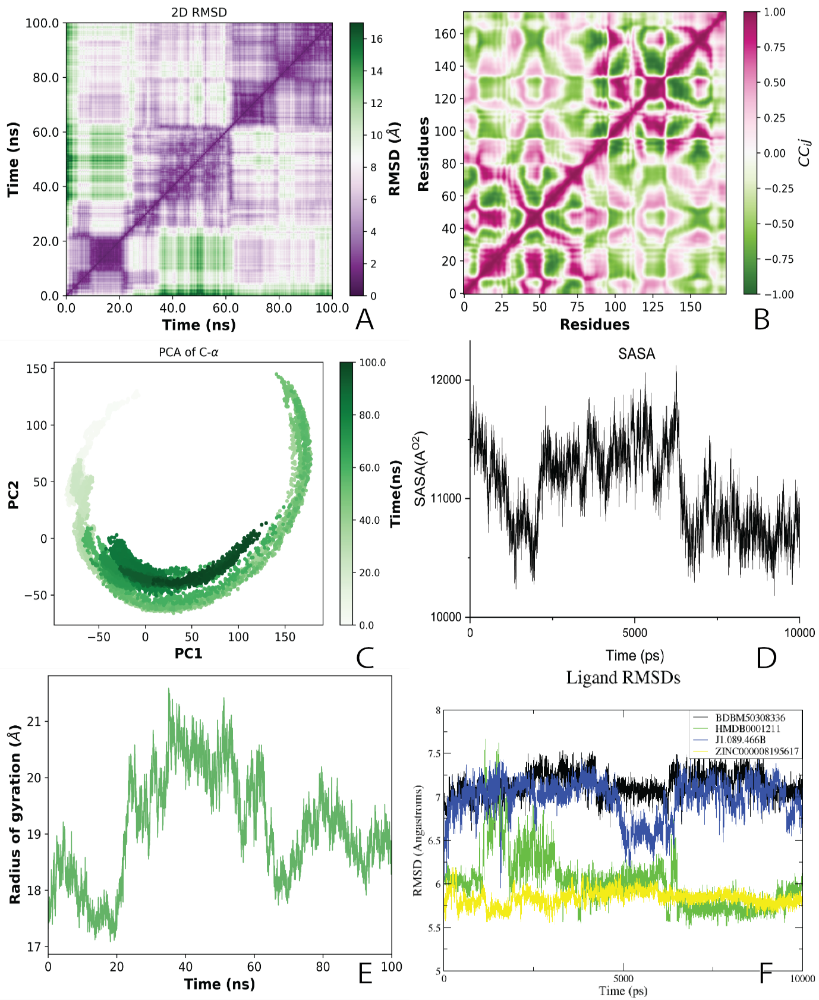 2D RMSD
100.0
80.0
60.0
40.0
20.0
0.0
Time (ns)
0.0 20.0 40.0 60.0 80.0 100.0
Time (ns)
16
14
12
10
8
6
4
2
0
RMSD (Å)
A
160
140
120
100
80
60
40
20
0
Residues
0 25 50 75 100 125 150
Residues
1.00
0.75
0.50
0.25
0.00
−0.25
−0.50
−0.75
−1.00
CCij
B
PCA of C-α
150
100
50
0
−50
PC2
−50 0 50 100 150
PC1
100.0
80.0
60.0
40.0
20.0
0.0
Time(ns)
C
SASA
12000
11000
10000
SASA(A^O2)
0 5000 10000
Time (ps)
D
21
20
19
18
17
Radius of gyration (Å)
0 20 40 60 80 100
Time (ns)
E
Ligand RMSDs
8
7.5
7
6.5
6
5.5
5
RMSD (Angastroms)
BDBM50308336
HMDB0001211
J1.089.466B
ZINC000008195617
0 5000 10000
Time (ps)
F